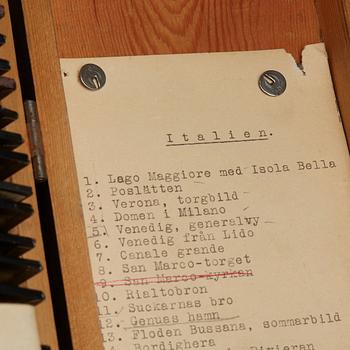 Italien.
1. Lago Maggiore med Isola Bella
2. Poslätten
3. Verona, torgbild
4. Domen i Milano
5. Venedig, generalvy
6. Venedig från Lido
7. Canale grande
8. San Marco-torget
9. San Marco-kyrkan
10. Rialtobron
11. Suckarnas bro
12. Genuas hamn
13. Floden Bussana, sommarbild
14. Bordighera
Rivieran